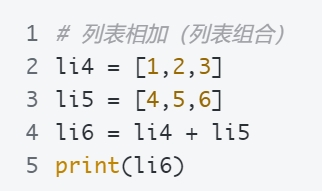 1 # 列表相加（列表组合）
2 li4 = [1,2,3]
3 li5 = [4,5,6]
4 li6 = li4 + li5
5 print(li6)